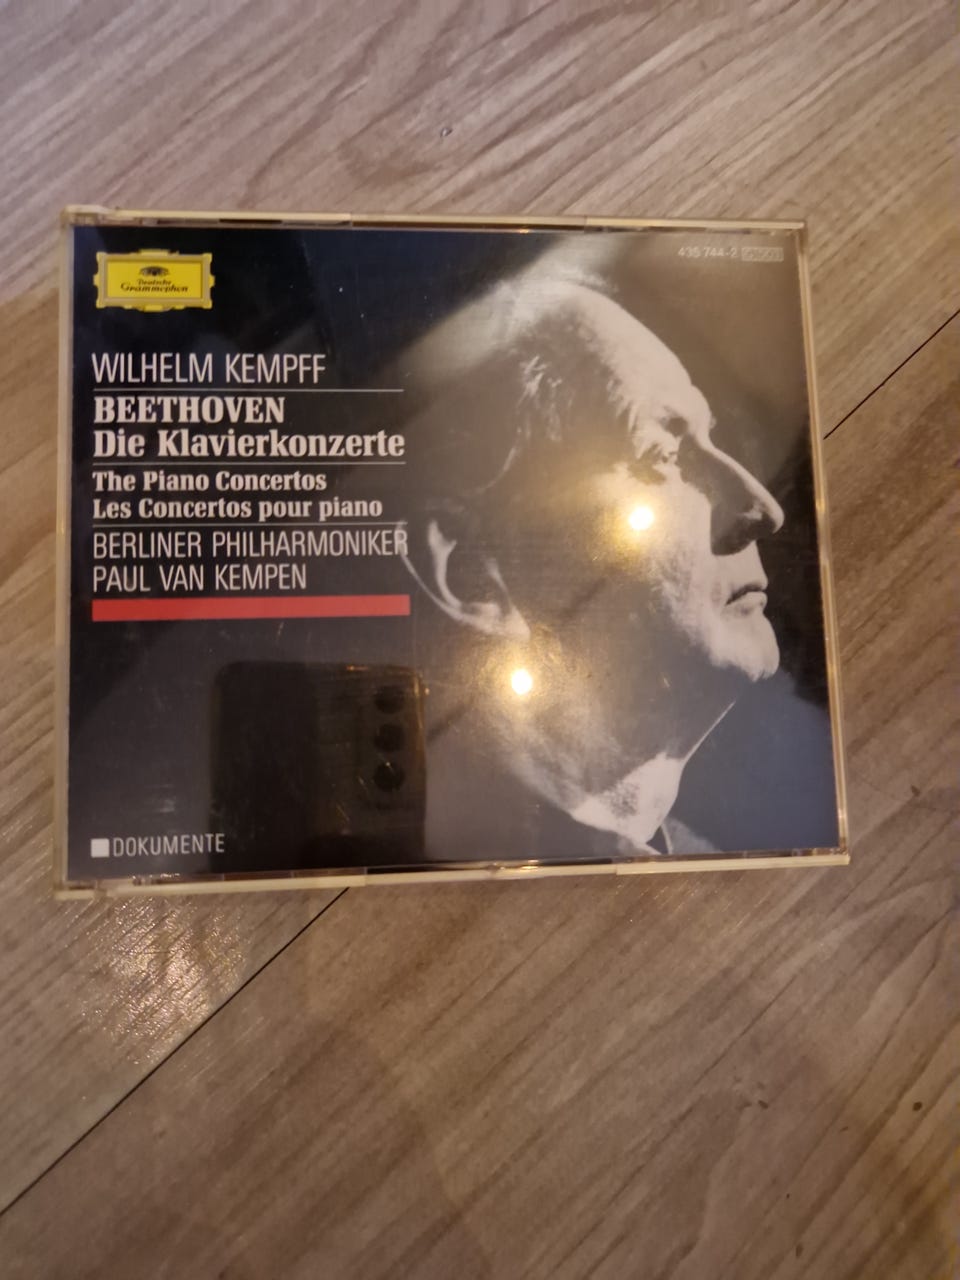 Deutsche
Grammophon
435 744-2
WILHELM KEMPFF
BEETHOVEN
Die Klavierkonzerte
The Piano Concertos
Les Concertos pour piano
BERLINER PHILHARMONIKER
PAUL VAN KEMPEN
DOKUMENTE